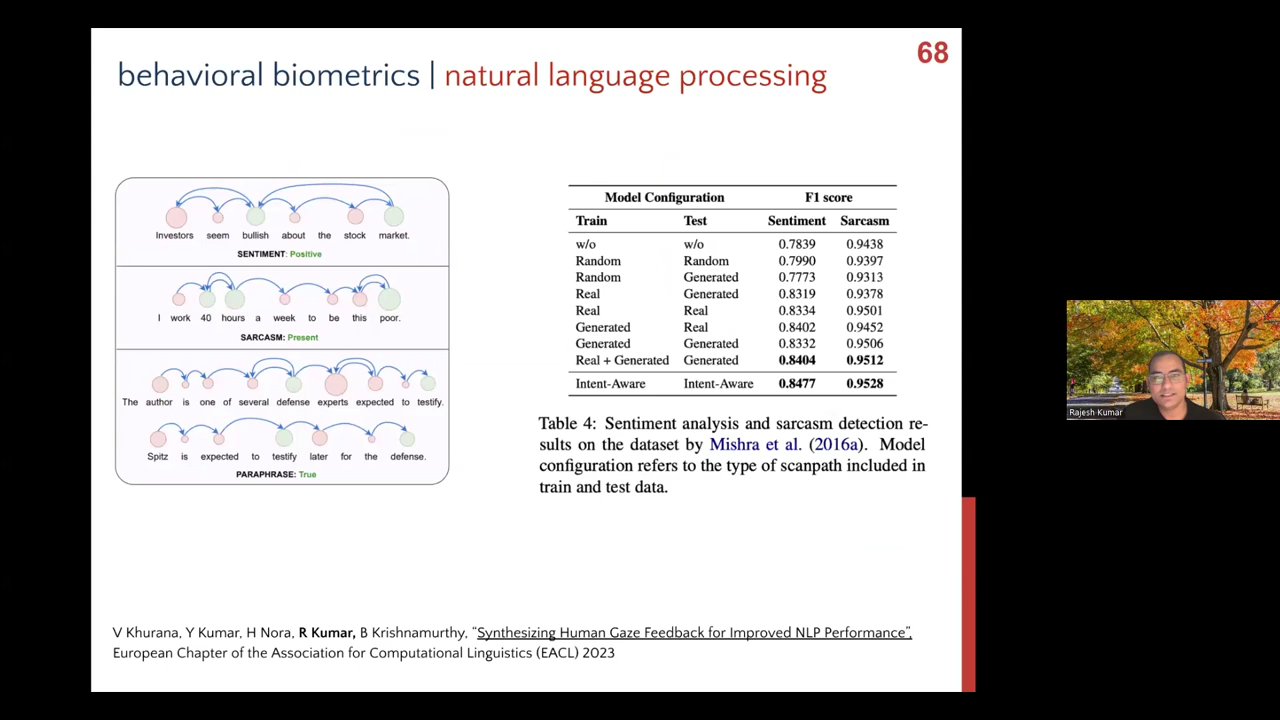 68
behavioral biometrics | natural language processing
Investors seem bullish about the stock market.
SENTIMENT: Positive
I work 40 hours a week to be this poor.
SARCASM: Present
The author is one of several defense experts expected to testify.
Spitz is expected to testify later for the defense.
PARAPHRASE: True
Model Configuration F1 score
Train Test Sentiment Sarcasm
w/o w/o 0.7839 0.9438
Random Random 0.7990 0.9397
Random Generated 0.7773 0.9313
Real Generated 0.8319 0.9378
Real Real 0.8334 0.9501
Generated Real 0.8402 0.9452
Generated Generated 0.8332 0.9506
Real + Generated Generated 0.8404 0.9512
Intent-Aware Intent-Aware 0.8477 0.9528
Table 4: Sentiment analysis and sarcasm detection re-
sults on the dataset by Mishra et al. (2016a). Model
configuration refers to the type of scanpath included in
train and test data.
Rajesh Kumar
V Khurana, Y Kumar, H Nora, R Kumar, B Krishnamurthy, “Synthesizing Human Gaze Feedback for Improved NLP Performance”,
European Chapter of the Association for Computational Linguistics (EACL) 2023